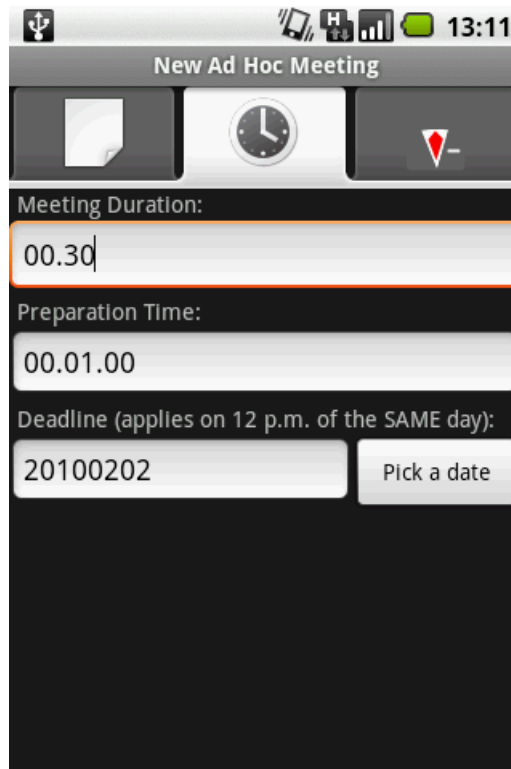 H 13:11
New Ad Hoc Meeting
Meeting Duration:
00.30
Preparation Time:
00.01.00
Deadline (applies on 12 p.m. of the SAME day):
20100202 Pick a date